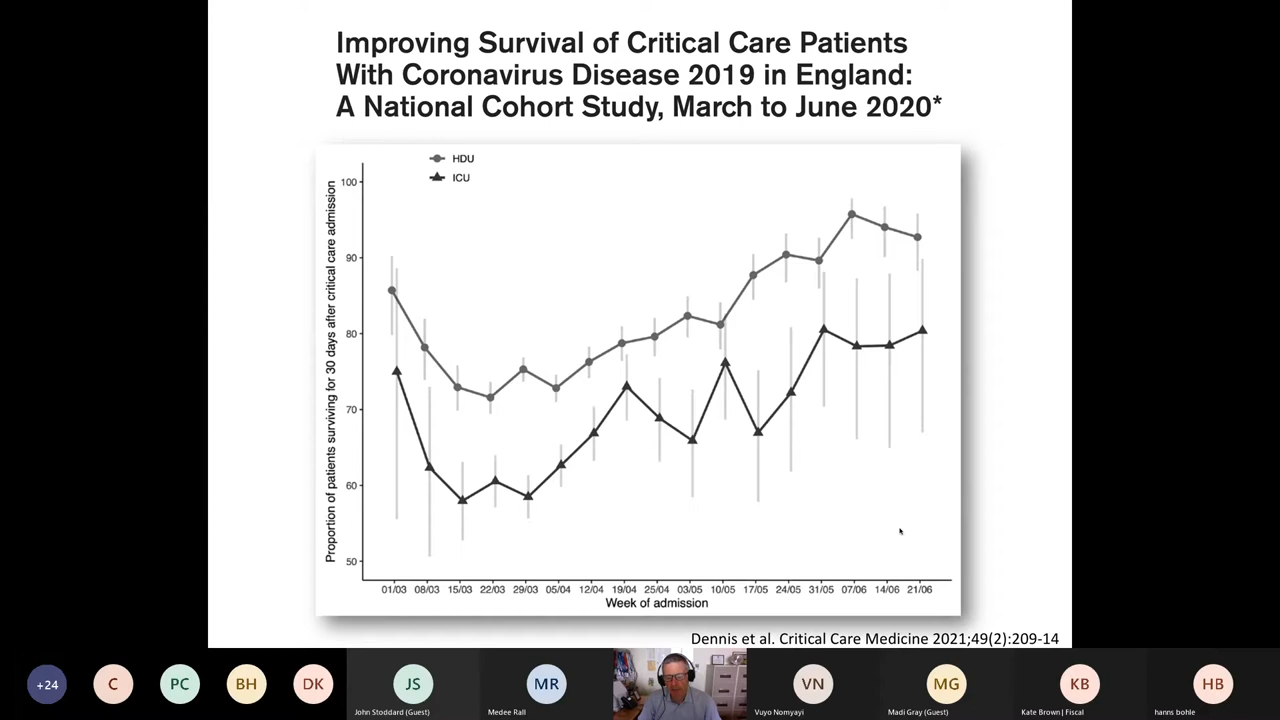 Improving Survival of Critical Care Patients
With Coronavirus Disease 2019 in England:
A National Cohort Study, March to June 2020*
HDU
ICU
Proportion of patients surviving for 30 days after critical care admission
100
90
80
70
60
50
01/03 08/03 15/03 22/03 29/03 05/04 12/04 19/04 25/04 03/05 10/05 17/05 24/05 31/05 07/06 14/06 21/06
Week of admission
Dennis et al. Critical Care Medicine 2021;49(2):209-14
+24 C PC BH DK JS MR VN MG KB HB
John Stoddard (Guest) Medee Rall Vuyo Nomyayi Madi Gray (Guest) Kate Brown | Fiscal hanns bohle